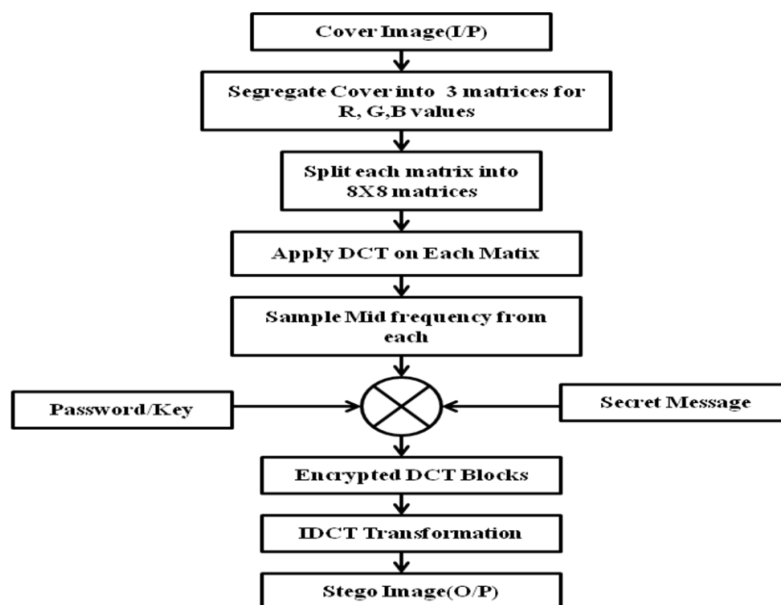 Cover Image(I/P)
Segregate Cover into 3 matrices for
R, G,B values
Split each matrix into
8X8 matrices
Apply DCT on Each Matix
Sample Mid frequency from
each
Password/Key
Secret Message
Encrypted DCT Blocks
IDCT Transformation
Stego Image(O/P)